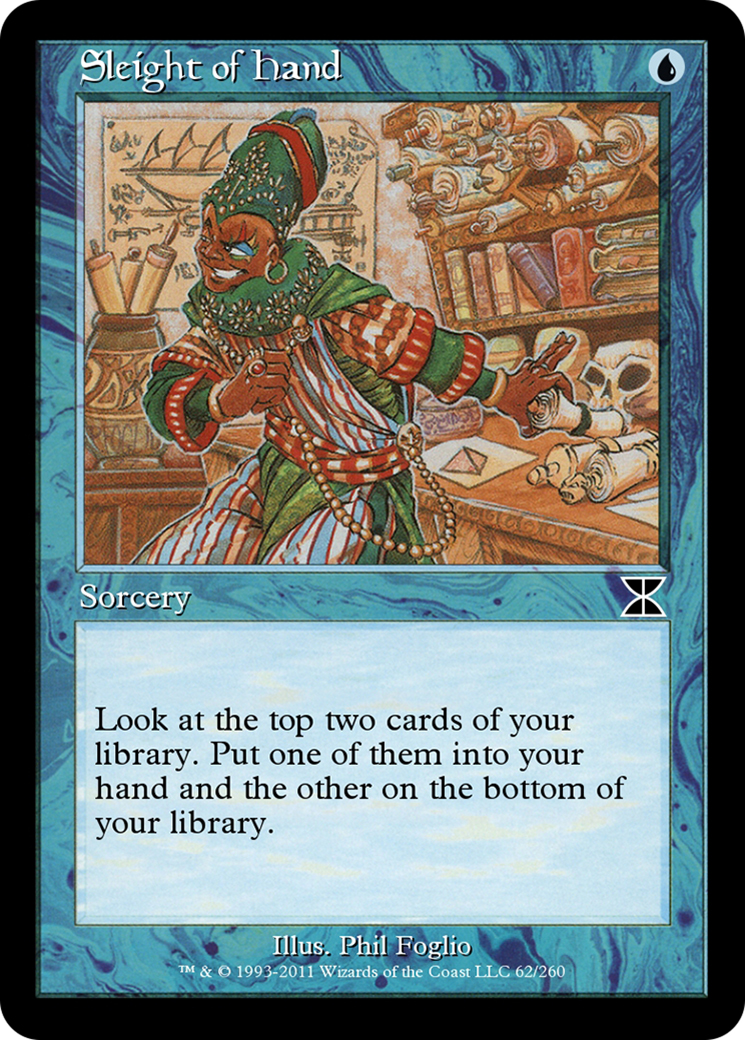 Sleight of Hand
Sorcery
Look at the top two cards of your
library. Put one of them into your
hand and the other on the bottom of
your library.
Illus. Phil Foglio
™ & © 1993-2011 Wizards of the Coast LLC 62/260